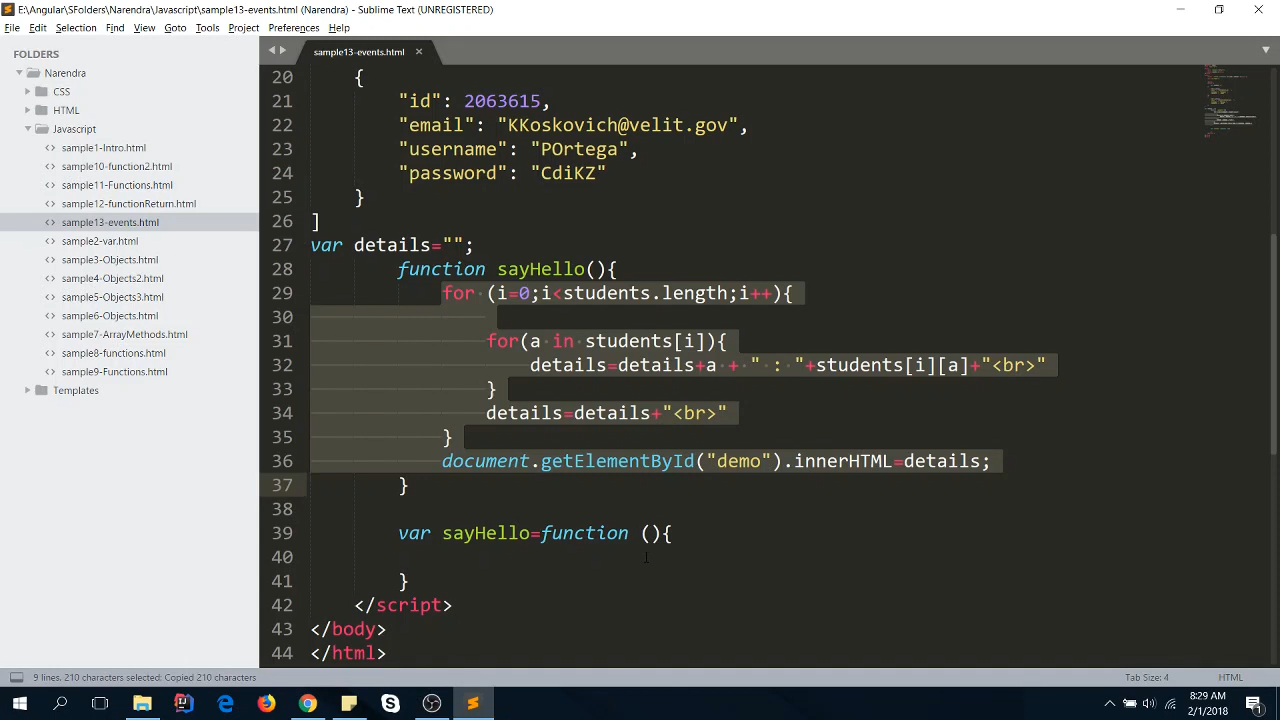 E:\Angular\SFolders\Narendra\Javascript\sample13-events.html (Narendra) - Sublime Text (UNREGISTERED)
File Edit Selection Find View Goto Tools Project Preferences Help
FOLDERS
Narendra
CSS
HTML
Javascript
sample1-Intro.html
sample10-function2.html
sample11-Functions.html
sample12-functionReturn.html
sample13-events.html
sample2-var.html
sample3-Objects.html
sample4-Objects2.html
sample5-Objects3.html
sample6-Objects.html
sample7-ArrayMethods.html
sample8-functions.html
sample9-Functions.html
Templates
sample13-events.html
20 {
21 "id": 2063615,
22 "email": "KKoskovich@velit.gov",
23 "username": "POrtega",
24 "password": "CdiKZ"
25 }
26 ]
27 var details="";
28 function sayHello(){
29 for (i=0;i<students.length;i++){
30
31 for(a in students[i]){
32 details=details+a + " : "+students[i][a]+"<br>"
33 }
34 details=details+"<br>"
35 }
36 document.getElementById("demo").innerHTML=details;
37 }
38
39 var sayHello=function (){
40
41 }
42 </script>
43 </body>
44 </html>
9 lines, 210 characters selected: Copied 210 characters Tab Size: 4 HTML
8:29 AM
2/1/2018